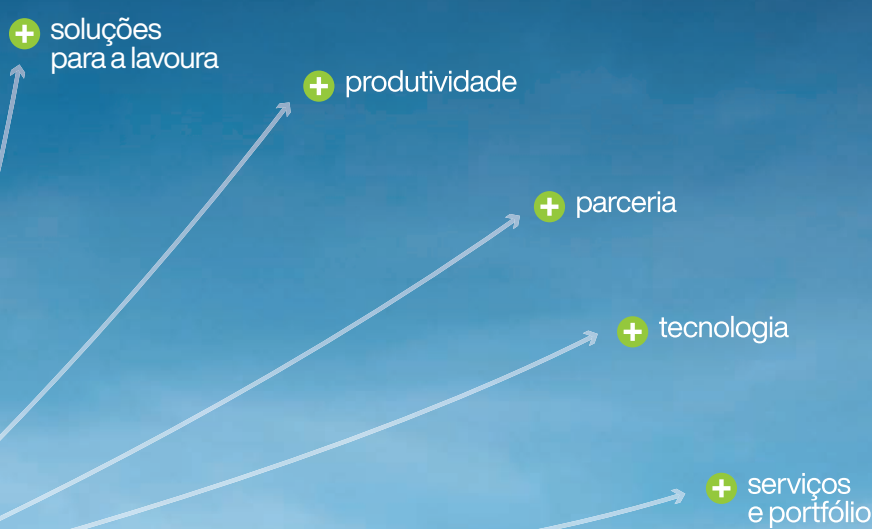 soluções
para a lavoura
produtividade
parceria
tecnologia
serviços
e portfólio